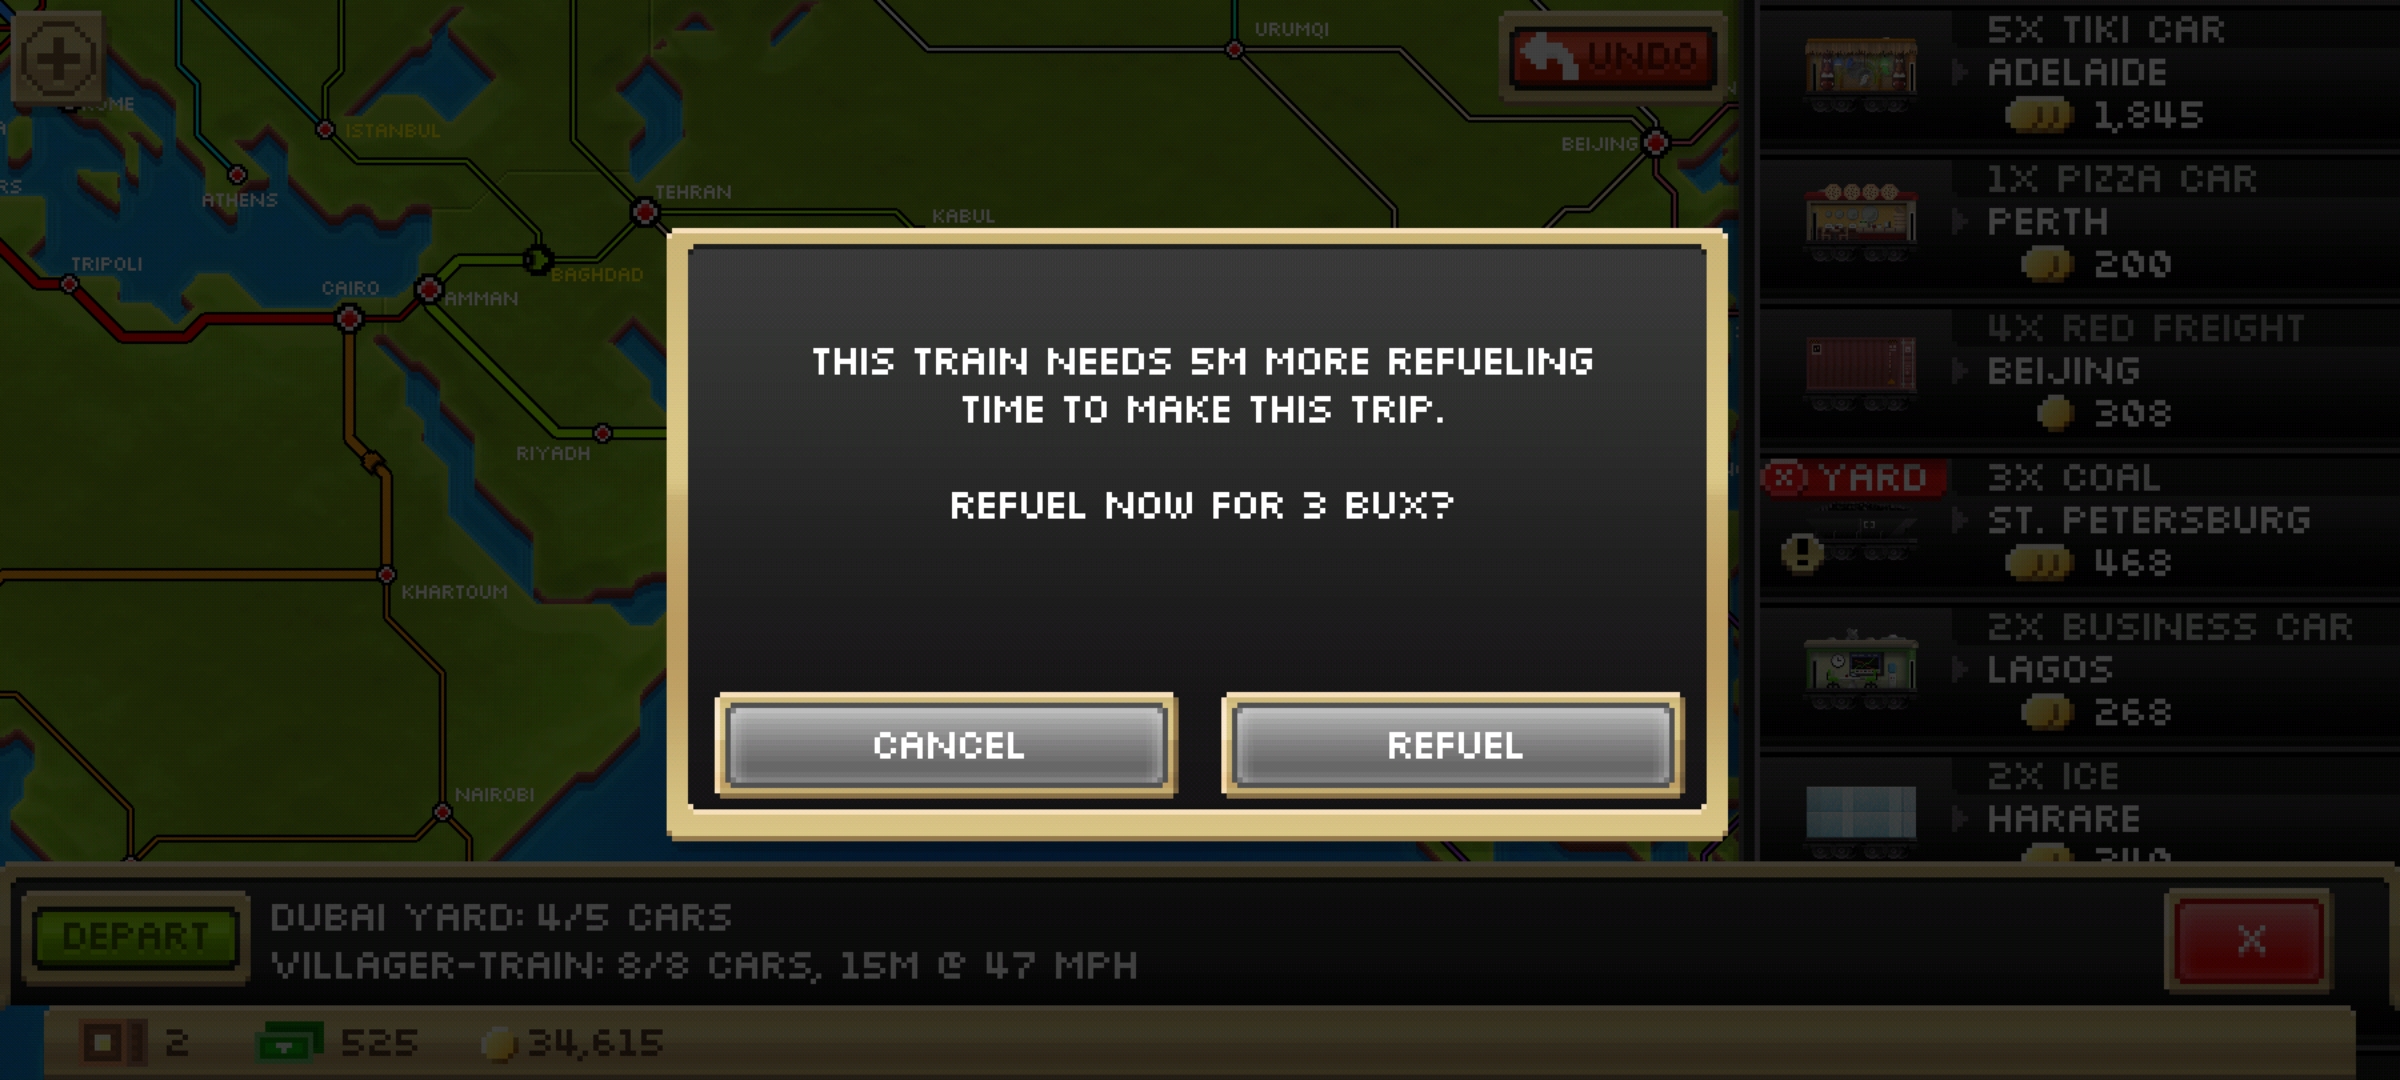 URUMQI
UNDO
ROME
ISTANBUL
BEIJING
ATHENS
TEHRAN
KABUL
TRIPOLI
CAIRO
AMMAN
BAGHDAD
RIYADH
KHARTOUM
NAIROBI
THIS TRAIN NEEDS 5M MORE REFUELING
TIME TO MAKE THIS TRIP.
REFUEL NOW FOR 3 BUX?
CANCEL
REFUEL
5X TIKI CAR
ADELAIDE
1,845
1X PIZZA CAR
PERTH
200
4X RED FREIGHT
BEIJING
308
YARD
3X COAL
ST. PETERSBURG
468
2X BUSINESS CAR
LAGOS
268
2X ICE
HARARE
340
DEPART
DUBAI YARD: 4/5 CARS
VILLAGER-TRAIN: 8/8 CARS, 15M @ 47 MPH
X
2
525
34,615